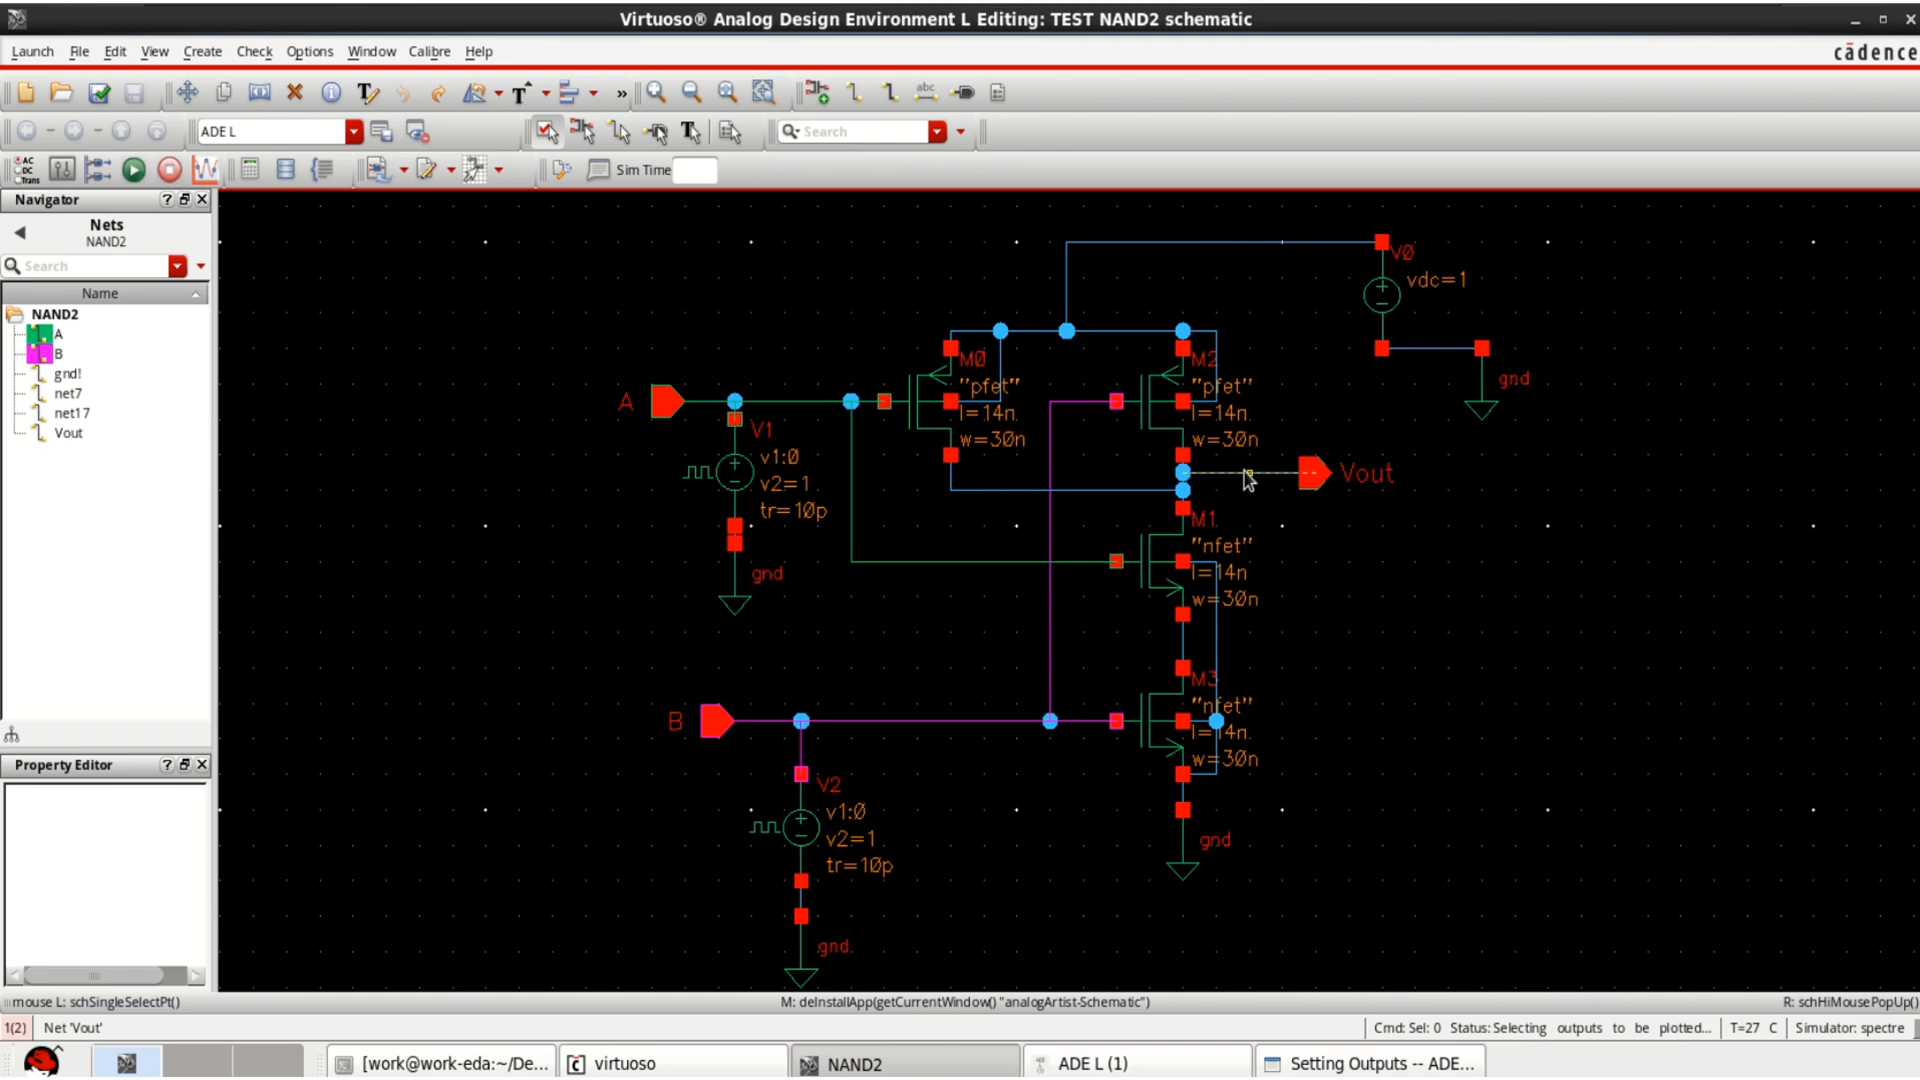 Virtuoso® Analog Design Environment L Editing: TEST NAND2 schematic
Launch File Edit View Create Check Options Window Calibre Help
cādence
T T » abc
ADE L
T
Search
AC
DC
Trans
Sim Time
Navigator ?
Nets
NAND2
Search
Name
NAND2
A
B
gnd!
net7
net17
Vout
Property Editor ?
V0
vdc=1
gnd
M0
"pfet"
l=14n
w=30n
M2
"pfet"
l=14n
w=30n
A
V1
v1:0
v2=1
tr=10p
gnd
Vout
M1
"nfet"
l=14n
w=30n
M3
"nfet"
l=14n
w=30n
gnd
B
V2
v1:0
v2=1
tr=10p
gnd
mouse L: schSingleSelectPt() M: deInstallApp(getCurrentWindow() "analogArtist-Schematic") R: schHiMousePopUp()
1(2) Net 'Vout' Cmd: Sel: 0 Status: Selecting outputs to be plotted... T=27 C Simulator: spectre
[work@work-eda:~/De... virtuoso NAND2 ADE L (1) Setting Outputs -- ADE...